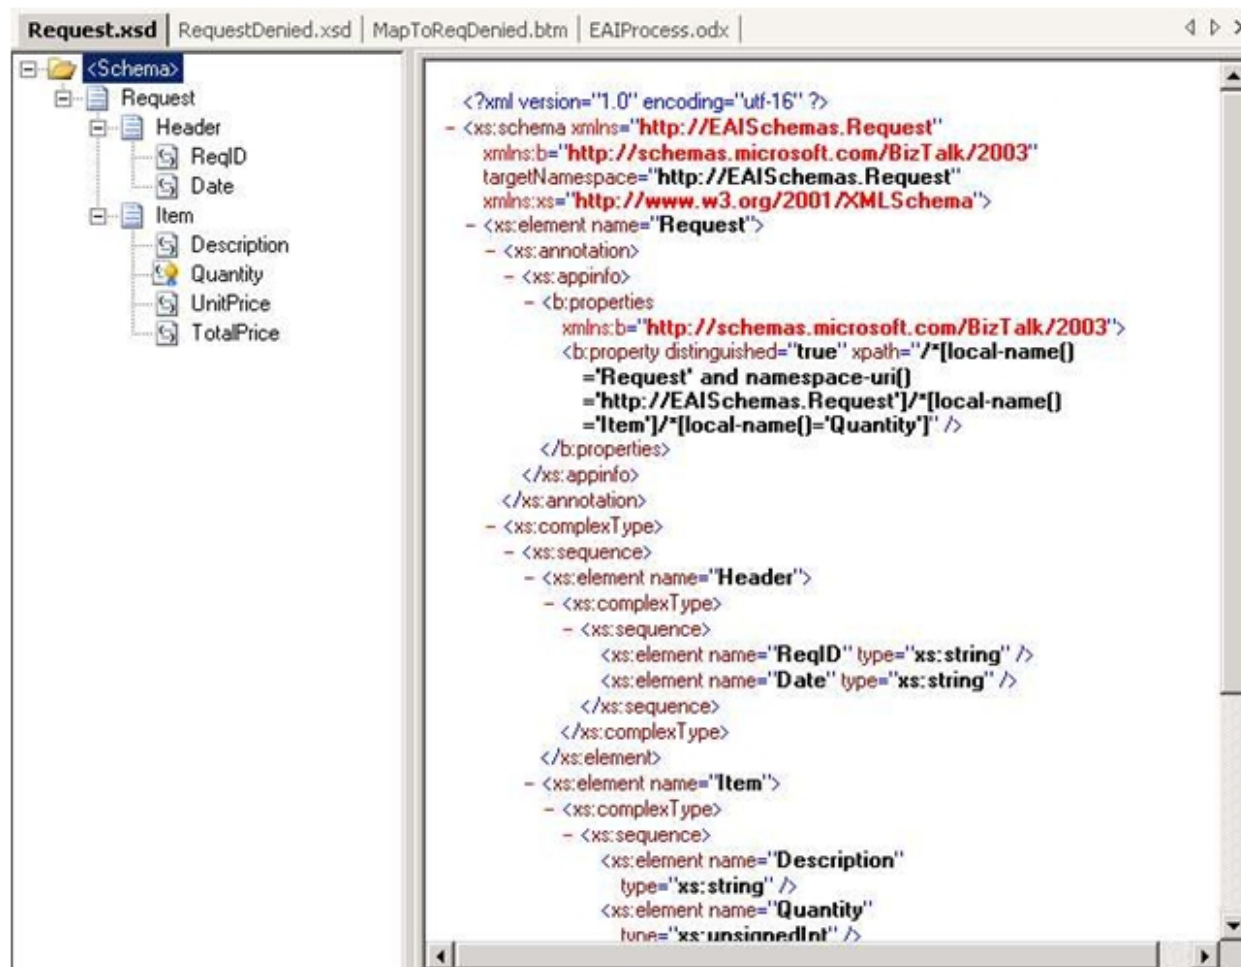 Request.xsd RequestDenied.xsd MapToReqDenied.btm EAIProcess.odx
<Schema>
Request
Header
ReqID
Date
Item
Description
Quantity
UnitPrice
TotalPrice
<?xml version="1.0" encoding="utf-16" ?>
- <xs:schema xmlns="http://EAISchemas.Request"
xmlns:b="http://schemas.microsoft.com/BizTalk/2003"
targetNamespace="http://EAISchemas.Request"
xmlns:xs="http://www.w3.org/2001/XMLSchema">
- <xs:element name="Request">
- <xs:annotation>
- <xs:appinfo>
- <b:properties
xmlns:b="http://schemas.microsoft.com/BizTalk/2003">
<b:property distinguished="true" xpath="/*[local-name()
='Request' and namespace-uri()
='http://EAISchemas.Request']/*[local-name()
='Item']/*[local-name()='Quantity']" />
</b:properties>
</xs:appinfo>
</xs:annotation>
- <xs:complexType>
- <xs:sequence>
- <xs:element name="Header">
- <xs:complexType>
- <xs:sequence>
<xs:element name="ReqID" type="xs:string" />
<xs:element name="Date" type="xs:string" />
</xs:sequence>
</xs:complexType>
</xs:element>
- <xs:element name="Item">
- <xs:complexType>
- <xs:sequence>
<xs:element name="Description"
type="xs:string" />
<xs:element name="Quantity"
type="xs:unsignedInt" />